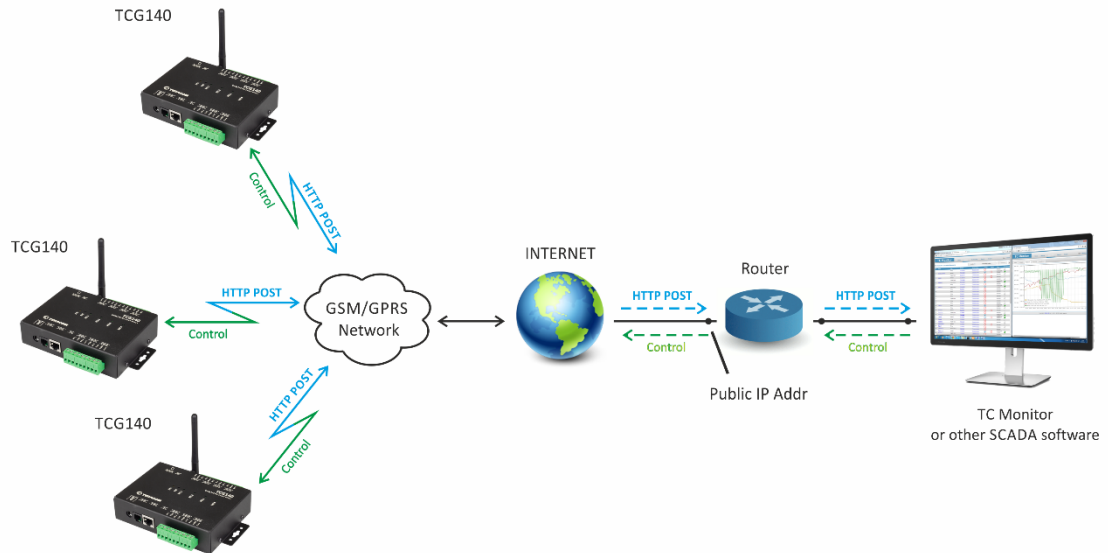 TCG140
Control
HTTP POST
TCG140
HTTP POST
Control
GSM/GPRS
Network
INTERNET
HTTP POST
Control
Router
HTTP POST
Control
Public IP Addr
TC Monitor
or other SCADA software
TCG140
HTTP POST
Control